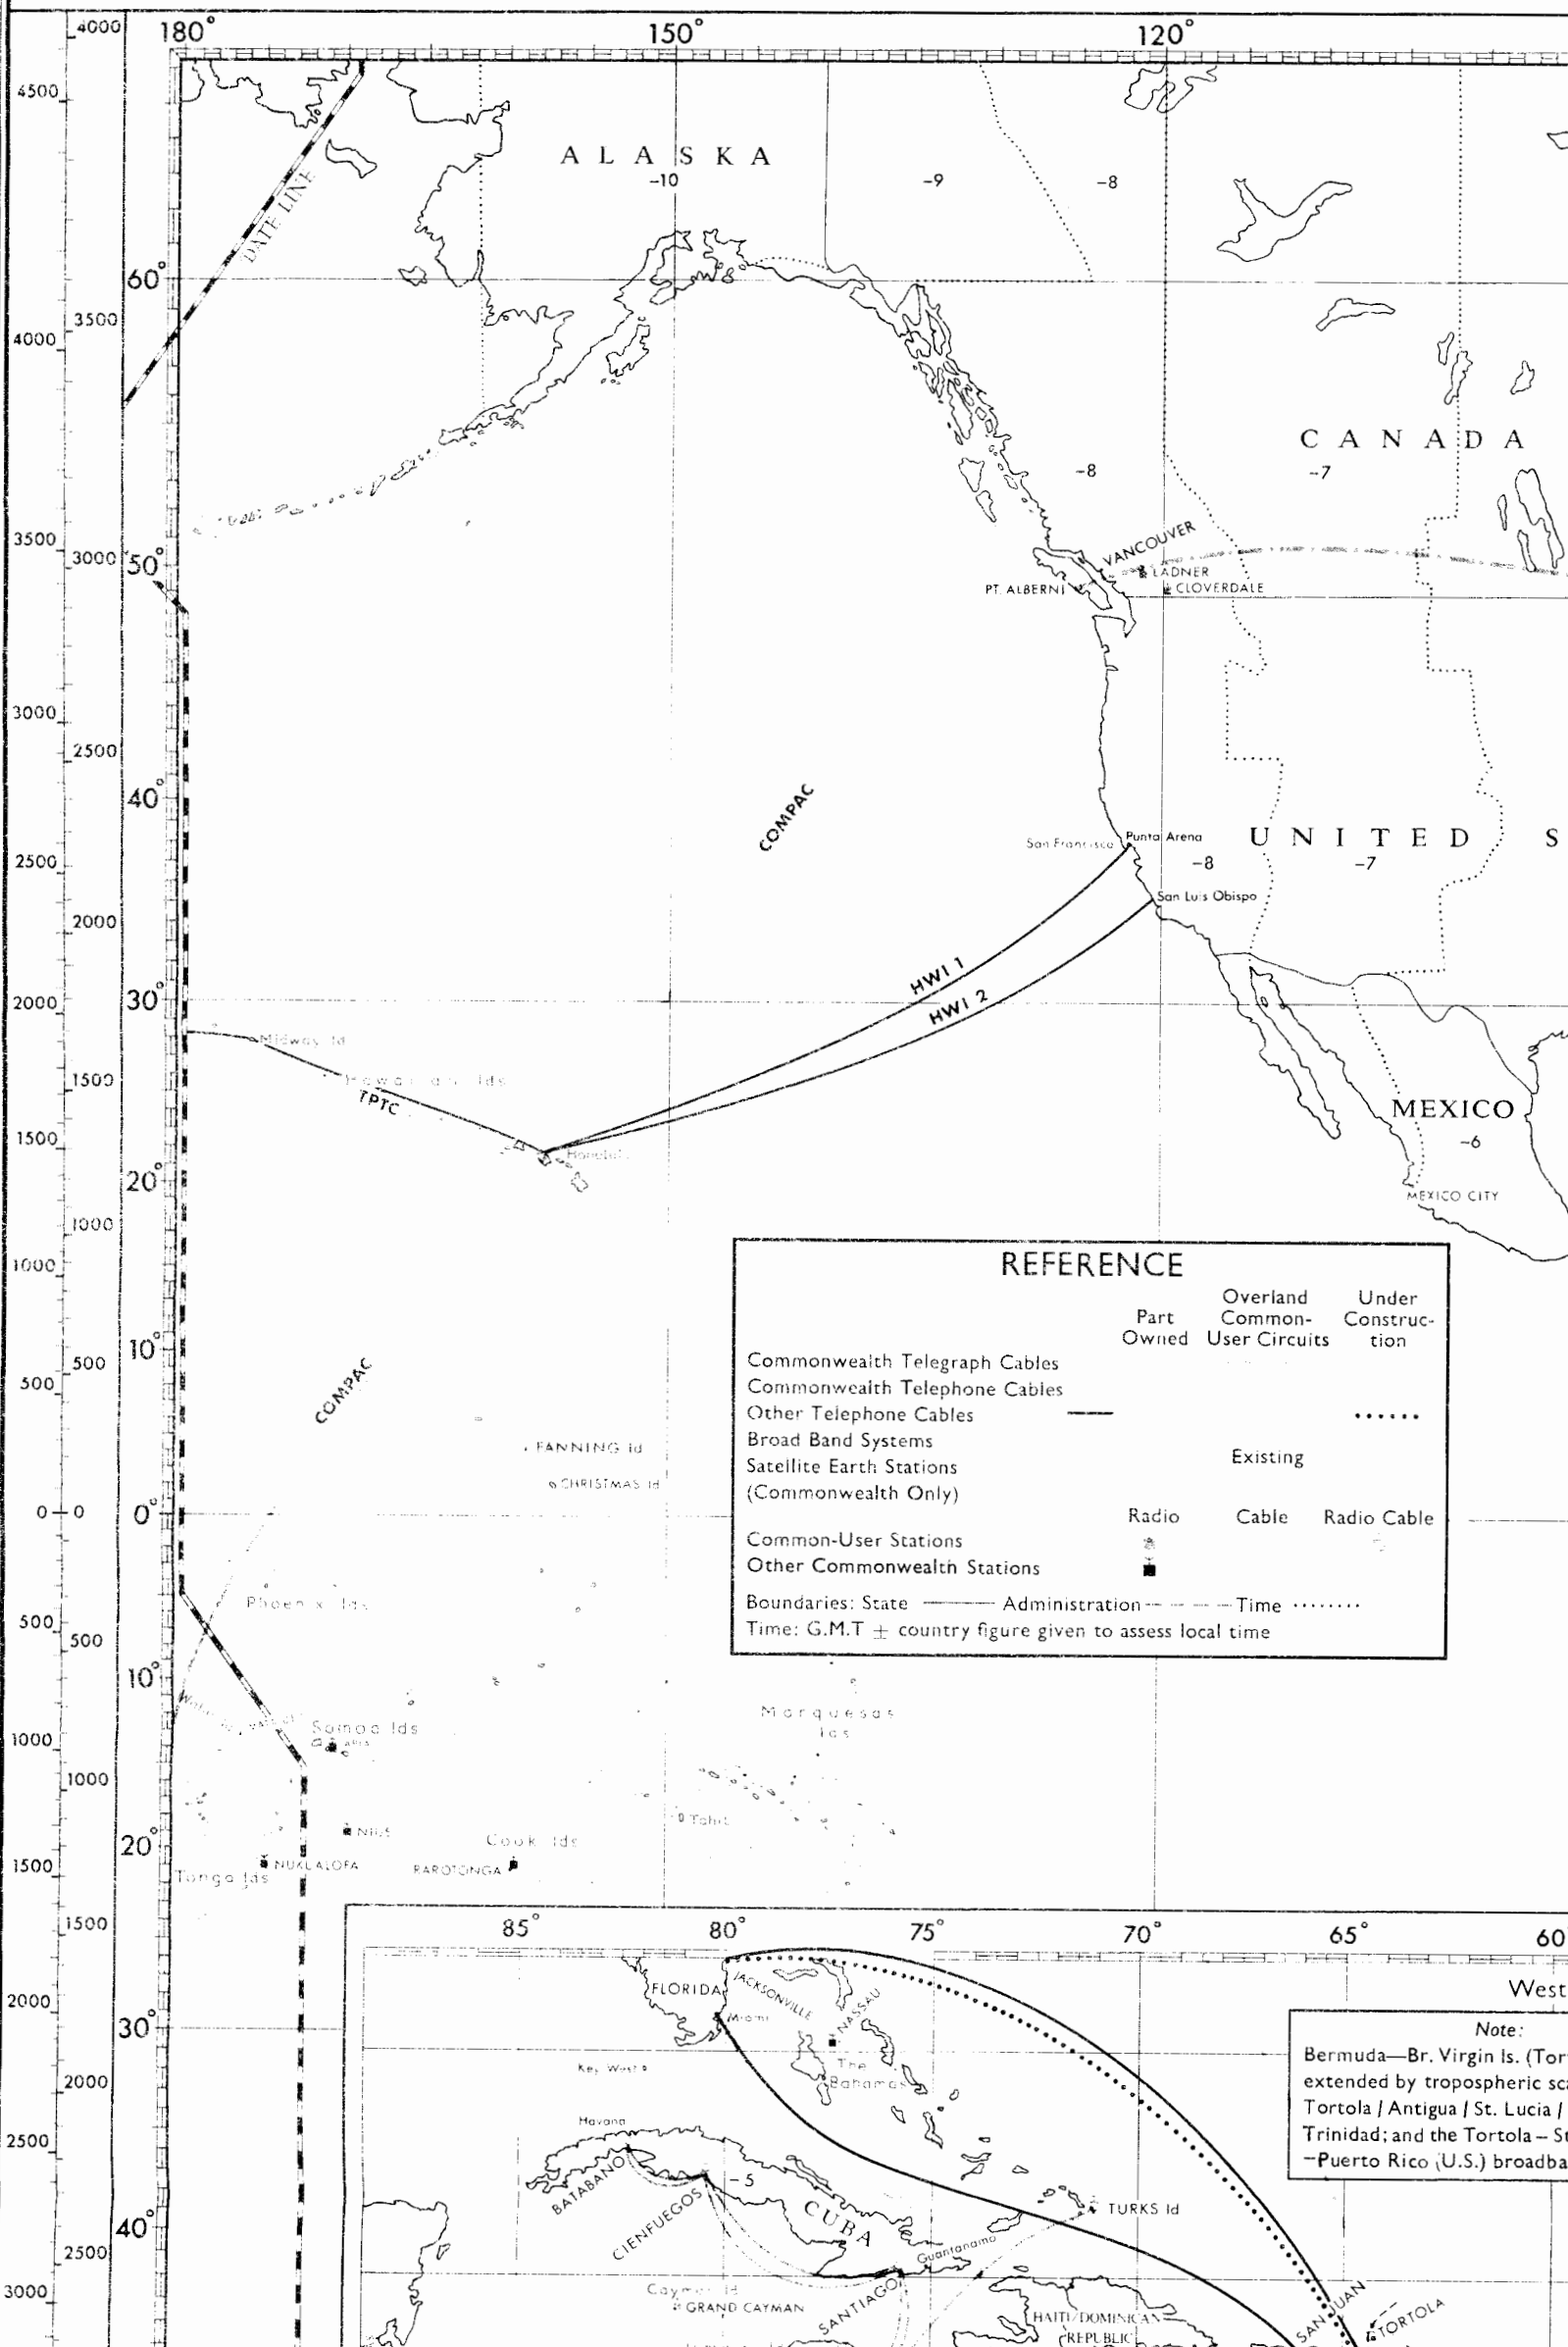 4000
180°
150°
120°
4500
A L A S K A
-10
-9
-8
DATE LINE
60°
3500
4000
C A N A D A
-8
-7
3500
3000
50°
VANCOUVER
LADNER
PT. ALBERNI
CLOVERDALE
3000
2500
40°
COMPAC
San Francisco
Punta Arena
U N I T E D S
-8
-7
2500
San Luis Obispo
2000
HWI 1
HWI 2
2000
30°
Midway Id
1500
TPTC
MEXICO
-6
1500
Honolulu
20°
MEXICO CITY
1000
1000
REFERENCE
Part Owned
Overland Common-User Circuits
Under Construc-tion
Commonwealth Telegraph Cables
Commonwealth Telephone Cables
Other Telephone Cables
Broad Band Systems
Existing
Satellite Earth Stations
(Commonwealth Only)
Radio Cable Radio Cable
Common-User Stations
Other Commonwealth Stations
Boundaries: State Administration Time
Time: G.M.T ± country figure given to assess local time
10°
500
500
COMPAC
FANNING Id
CHRISTMAS Id
0 0
0°
Phoenix Ids
500
500
10°
Samoa Ids
Marquesas
Ids
1000
1000
Tahiti
NIUE
Cook Ids
20°
NUKUALOFA
RAROTONGA
1500
Tonga Ids
1500
85°
80°
75°
70°
65°
60
FLORIDA
JACKSONVILLE
NASSAU
West
2000
30°
Miami
Note:
Key West
The
Bahamas
Bermuda—Br. Virgin Is. (Tor
extended by tropospheric sca
Tortola / Antigua / St. Lucia /
Trinidad; and the Tortola – St
–Puerto Rico (U.S.) broadba
2000
2500
Havana
BATABANO
-5
CIENFUEGOS
CUBA
TURKS Id
40°
Guantanamo
2500
GRAND CAYMAN
SANTIAGO
3000
HAITI/DOMINICAN
REPUBLIC
SAN JUAN
TORTOLA